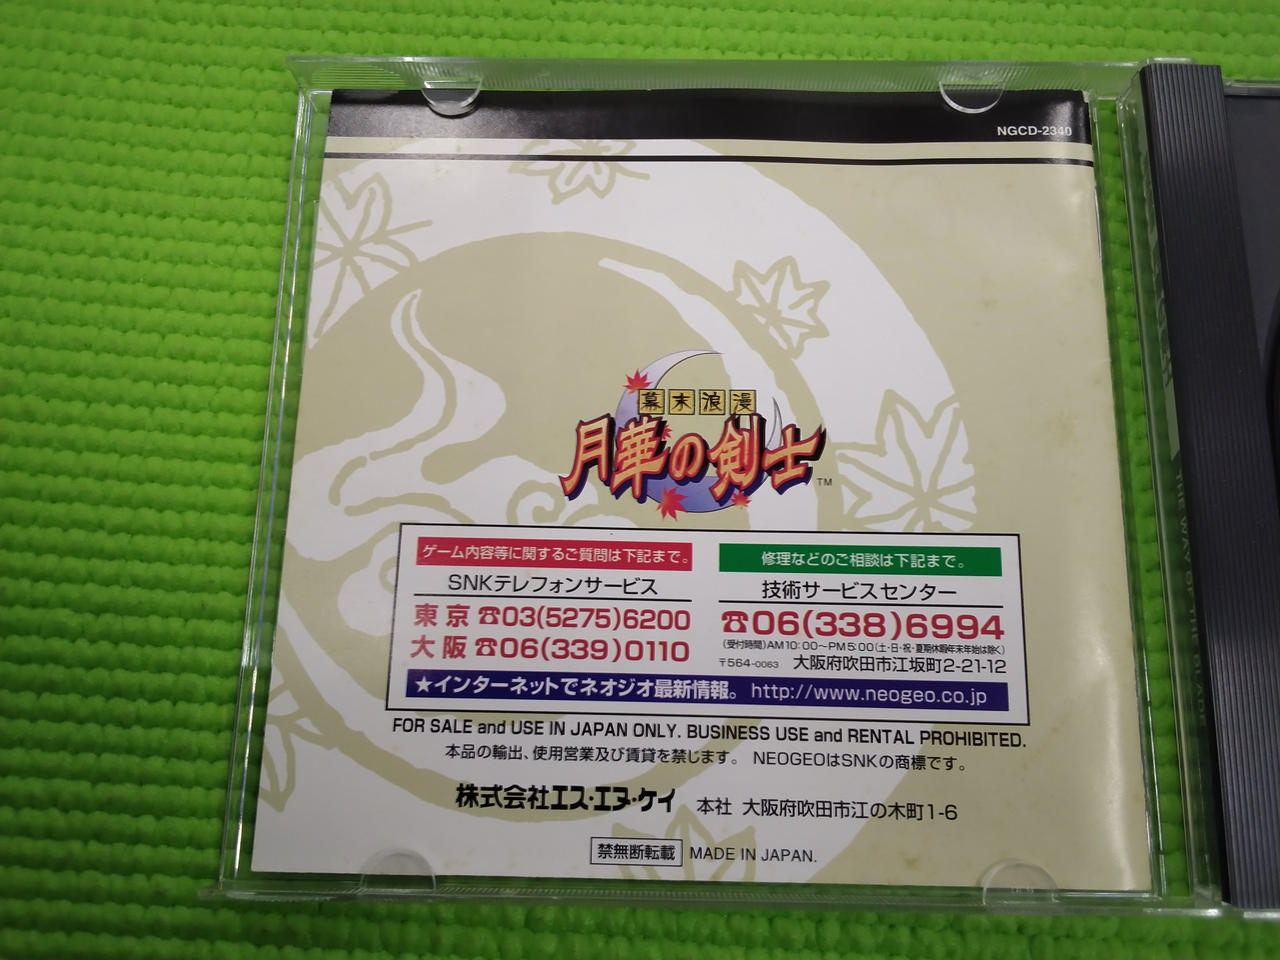 NGCD-2340
幕末浪漫
月華の剣士
TM
ゲーム内容等に関するご質問は下記まで。
SNKテレフォンサービス
東京 ☎03(5275)6200
大阪 ☎06(339)0110
修理などのご相談は下記まで。
技術サービスセンター
☎06(338)6994
(受付時間)AM10:00〜PM5:00(土・日・祝・夏期休暇年末年始は除く)
〒564-0063 大阪府吹田市江坂町2-21-12
★インターネットでネオジオ最新情報。 http://www.neogeo.co.jp
FOR SALE and USE IN JAPAN ONLY. BUSINESS USE and RENTAL PROHIBITED.
本品の輸出、使用営業及び賃貸を禁じます。 NEOGEOはSNKの商標です。
株式会社エス・エヌ・ケイ 本社 大阪府吹田市江の木町1-6
禁無断転載 MADE IN JAPAN.
THE WAY OF THE BLADE